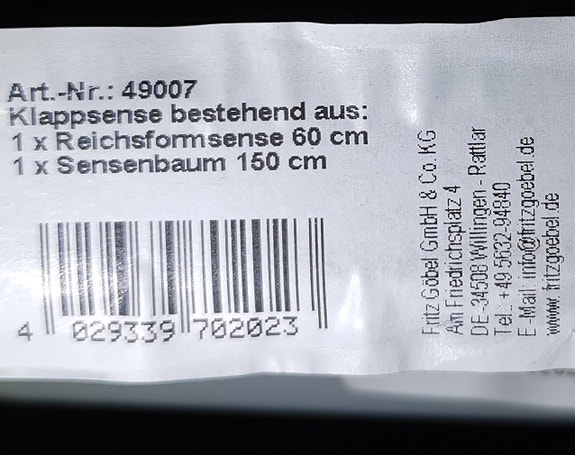 Art.-Nr.: 49007
Klappsense bestehend aus:
1 x Reichsformsense 60 cm
1 x Sensenbaum 150 cm
4 029339 702023
Fritz Göbel GmbH & Co. KG
Am Friedrichsplatz 4
DE-34508 Willingen - Rattlar
Tel.: +49 5632-94840
E-Mail: info@fritzgoebel.de
www. fritzgoebel.de